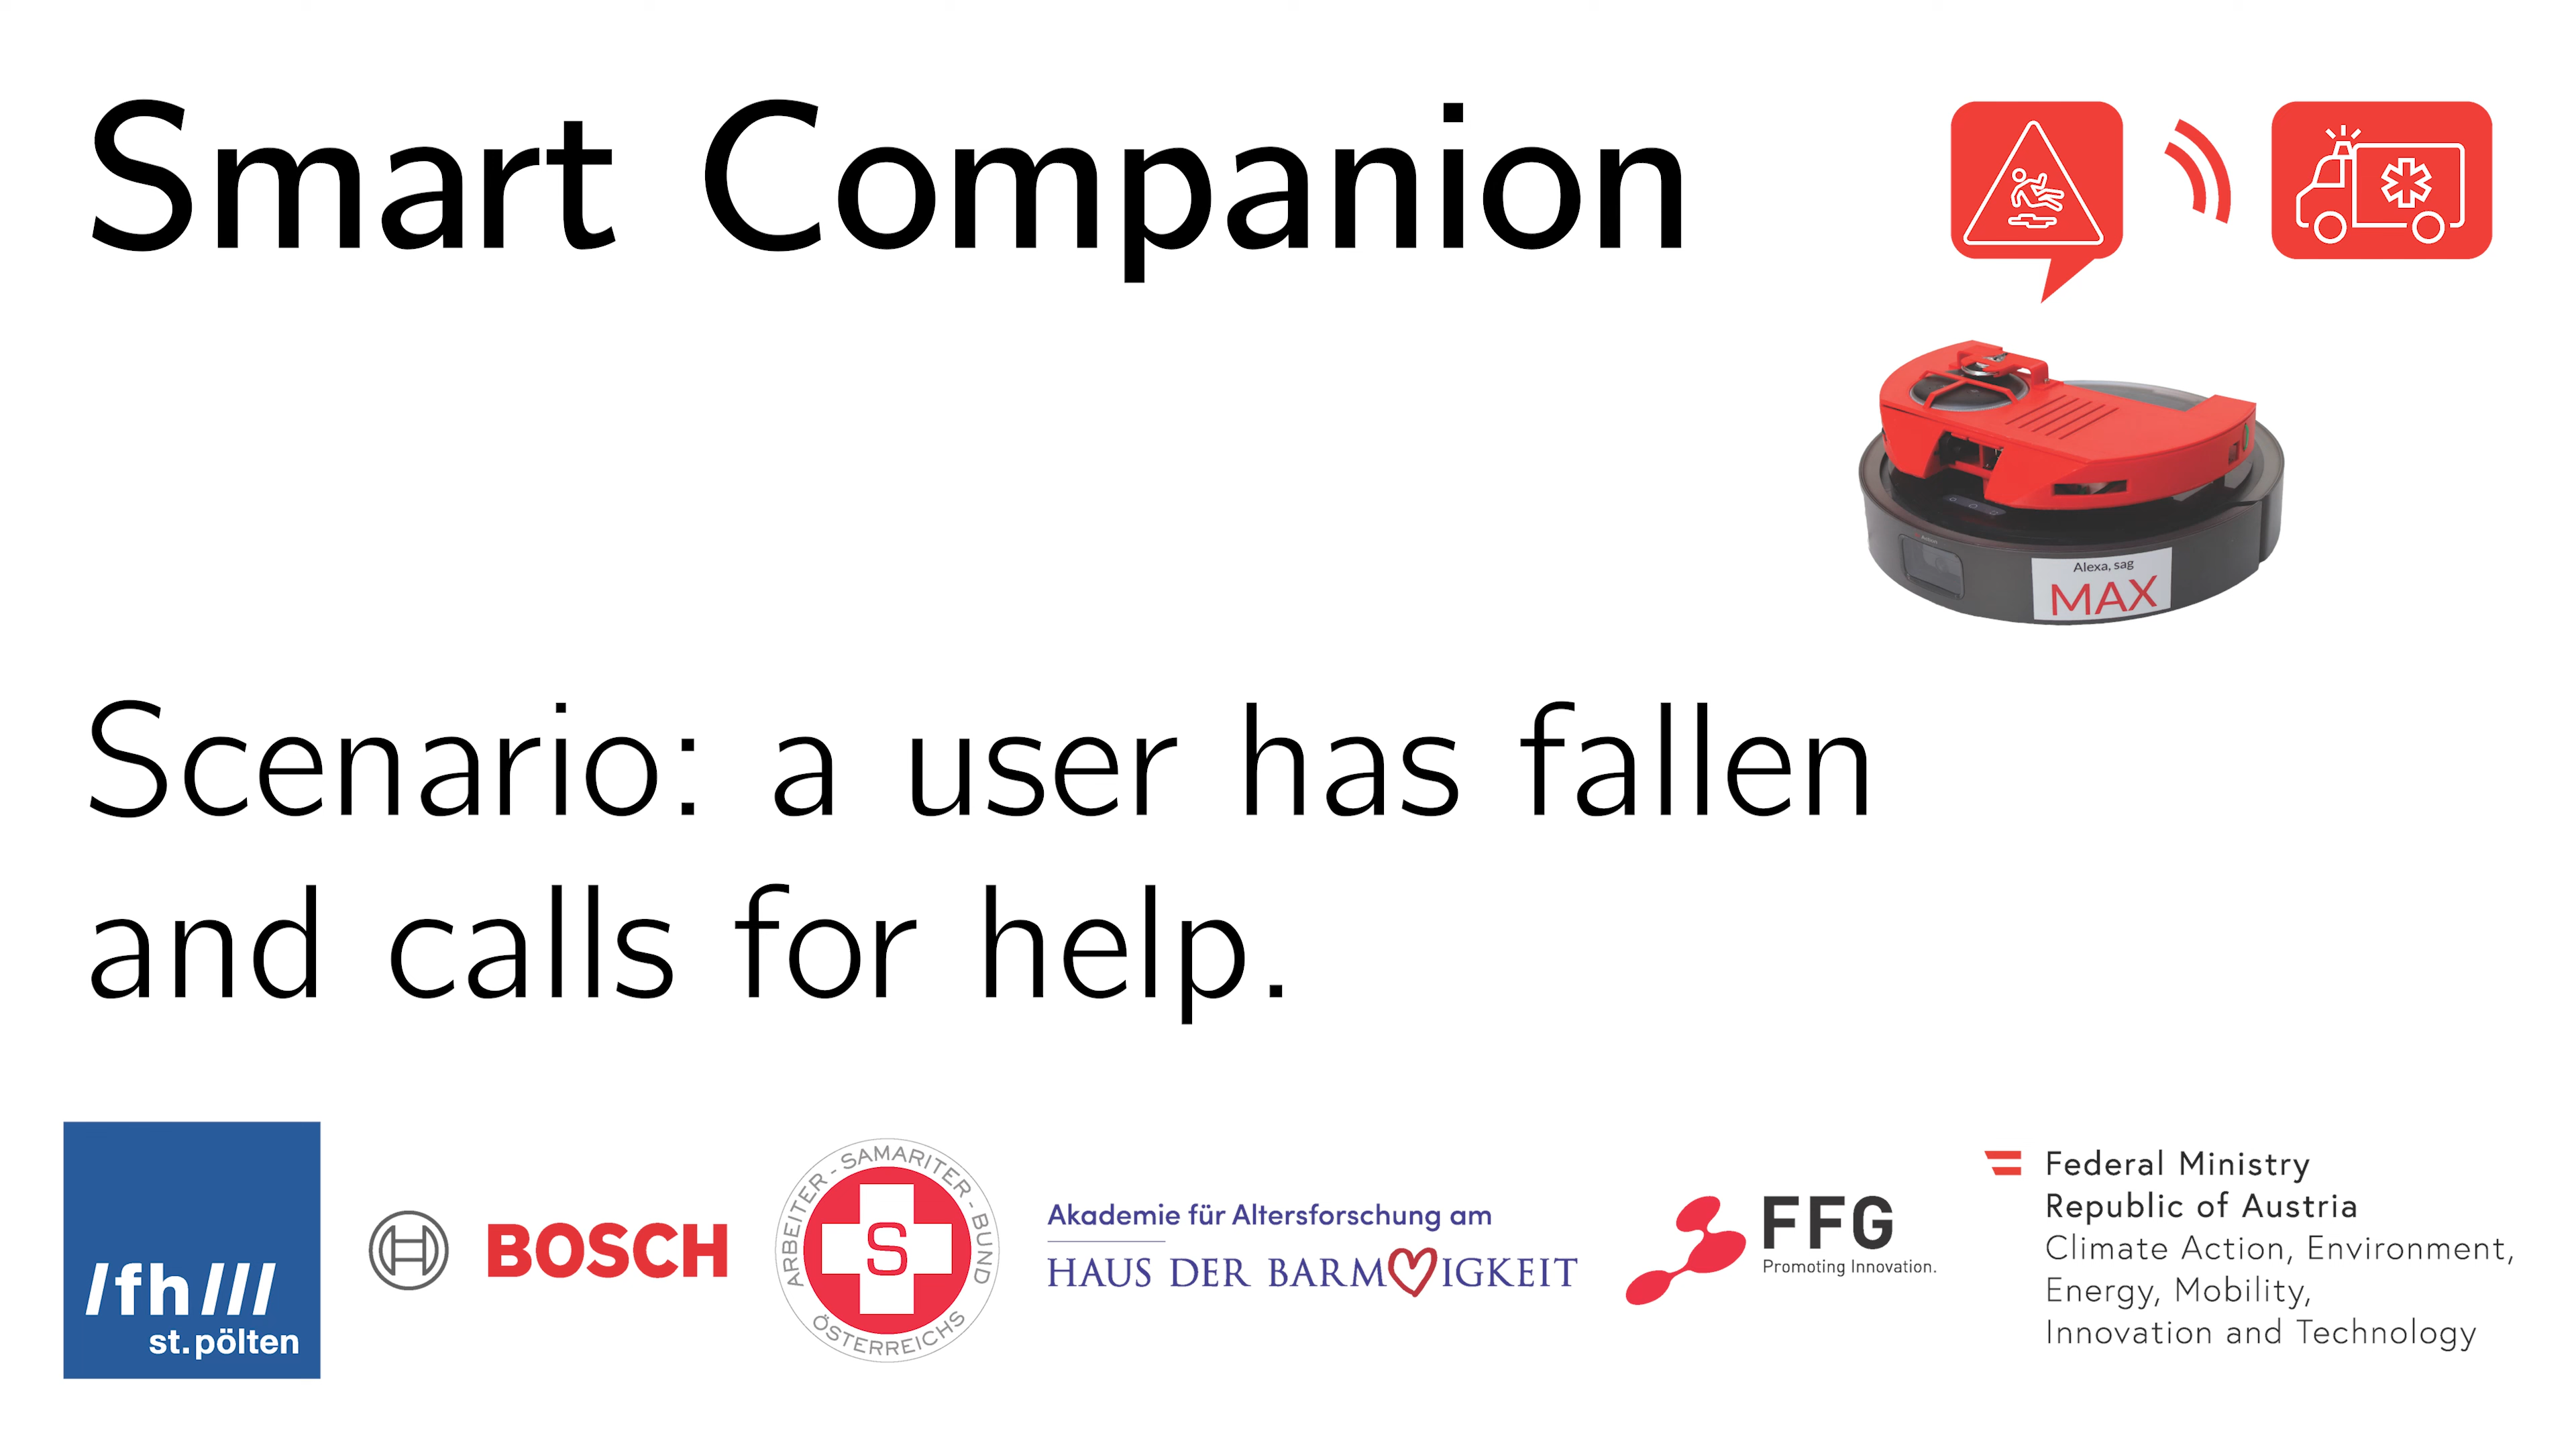 Smart Companion
Alexa, sag
MAX
Scenario: a user has fallen
and calls for help.
/fh///
st.pölten
BOSCH
ARBEITER-SAMARITER-BUND
ÖSTERREICHS
S
Akademie für Altersforschung am
HAUS DER BARMHERZIGKEIT
FFG
Promoting Innovation.
Federal Ministry
Republic of Austria
Climate Action, Environment,
Energy, Mobility,
Innovation and Technology